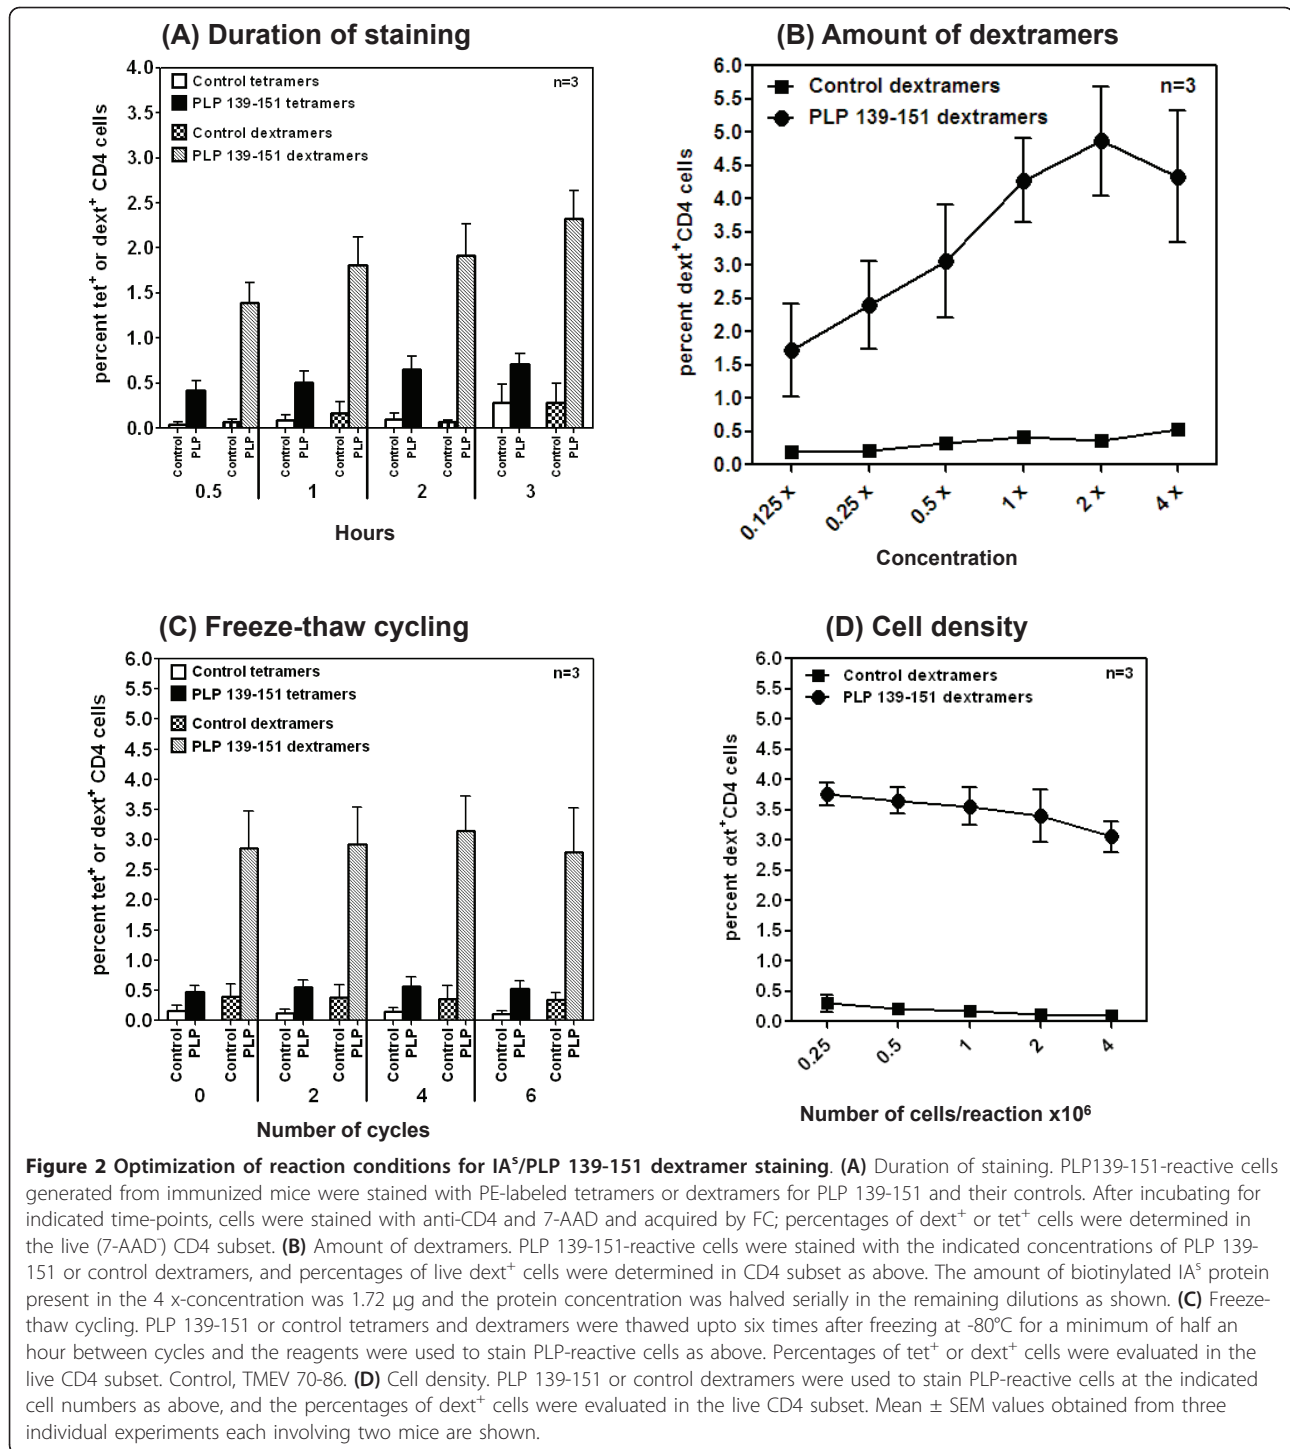 (A) Duration of staining
4.0
3.5
3.0
2.5
2.0
1.5
1.0
0.5
0.0
percent tet⁺ or dext⁺ CD4 cells
Control tetramers
PLP 139-151 tetramers
Control dextramers
PLP 139-151 dextramers
n=3
Control PLP Control PLP Control PLP Control PLP Control PLP Control PLP Control PLP Control PLP
0.5 1 2 3
Hours
(B) Amount of dextramers
6.0
5.5
5.0
4.5
4.0
3.5
3.0
2.5
2.0
1.5
1.0
0.5
0.0
percent dext⁺CD4 cells
Control dextramers
PLP 139-151 dextramers
n=3
0.125 x 0.25 x 0.5 x 1 x 2 x 4 x
Concentration
(C) Freeze-thaw cycling
6.0
5.5
5.0
4.5
4.0
3.5
3.0
2.5
2.0
1.5
1.0
0.5
0.0
percent tet⁺ or dext⁺ CD4 cells
Control tetramers
PLP 139-151 tetramers
Control dextramers
PLP 139-151 dextramers
n=3
Control PLP Control PLP Control PLP Control PLP Control PLP Control PLP Control PLP Control PLP
0 2 4 6
Number of cycles
(D) Cell density
6.0
5.5
5.0
4.5
4.0
3.5
3.0
2.5
2.0
1.5
1.0
0.5
0.0
percent dext⁺CD4 cells
Control dextramers
PLP 139-151 dextramers
n=3
0.25 0.5 1 2 4
Number of cells/reaction x10⁶
Figure 2 Optimization of reaction conditions for IAˢ/PLP 139-151 dextramer staining. (A) Duration of staining. PLP139-151-reactive cells
generated from immunized mice were stained with PE-labeled tetramers or dextramers for PLP 139-151 and their controls. After incubating for
indicated time-points, cells were stained with anti-CD4 and 7-AAD and acquired by FC; percentages of dext⁺ or tet⁺ cells were determined in
the live (7-AAD⁻) CD4 subset. (B) Amount of dextramers. PLP 139-151-reactive cells were stained with the indicated concentrations of PLP 139-
151 or control dextramers, and percentages of live dext⁺ cells were determined in CD4 subset as above. The amount of biotinylated IAˢ protein
present in the 4 x-concentration was 1.72 μg and the protein concentration was halved serially in the remaining dilutions as shown. (C) Freeze-
thaw cycling. PLP 139-151 or control tetramers and dextramers were thawed upto six times after freezing at -80°C for a minimum of half an
hour between cycles and the reagents were used to stain PLP-reactive cells as above. Percentages of tet⁺ or dext⁺ cells were evaluated in the
live CD4 subset. Control, TMEV 70-86. (D) Cell density. PLP 139-151 or control dextramers were used to stain PLP-reactive cells at the indicated
cell numbers as above, and the percentages of dext⁺ cells were evaluated in the live CD4 subset. Mean ± SEM values obtained from three
individual experiments each involving two mice are shown.